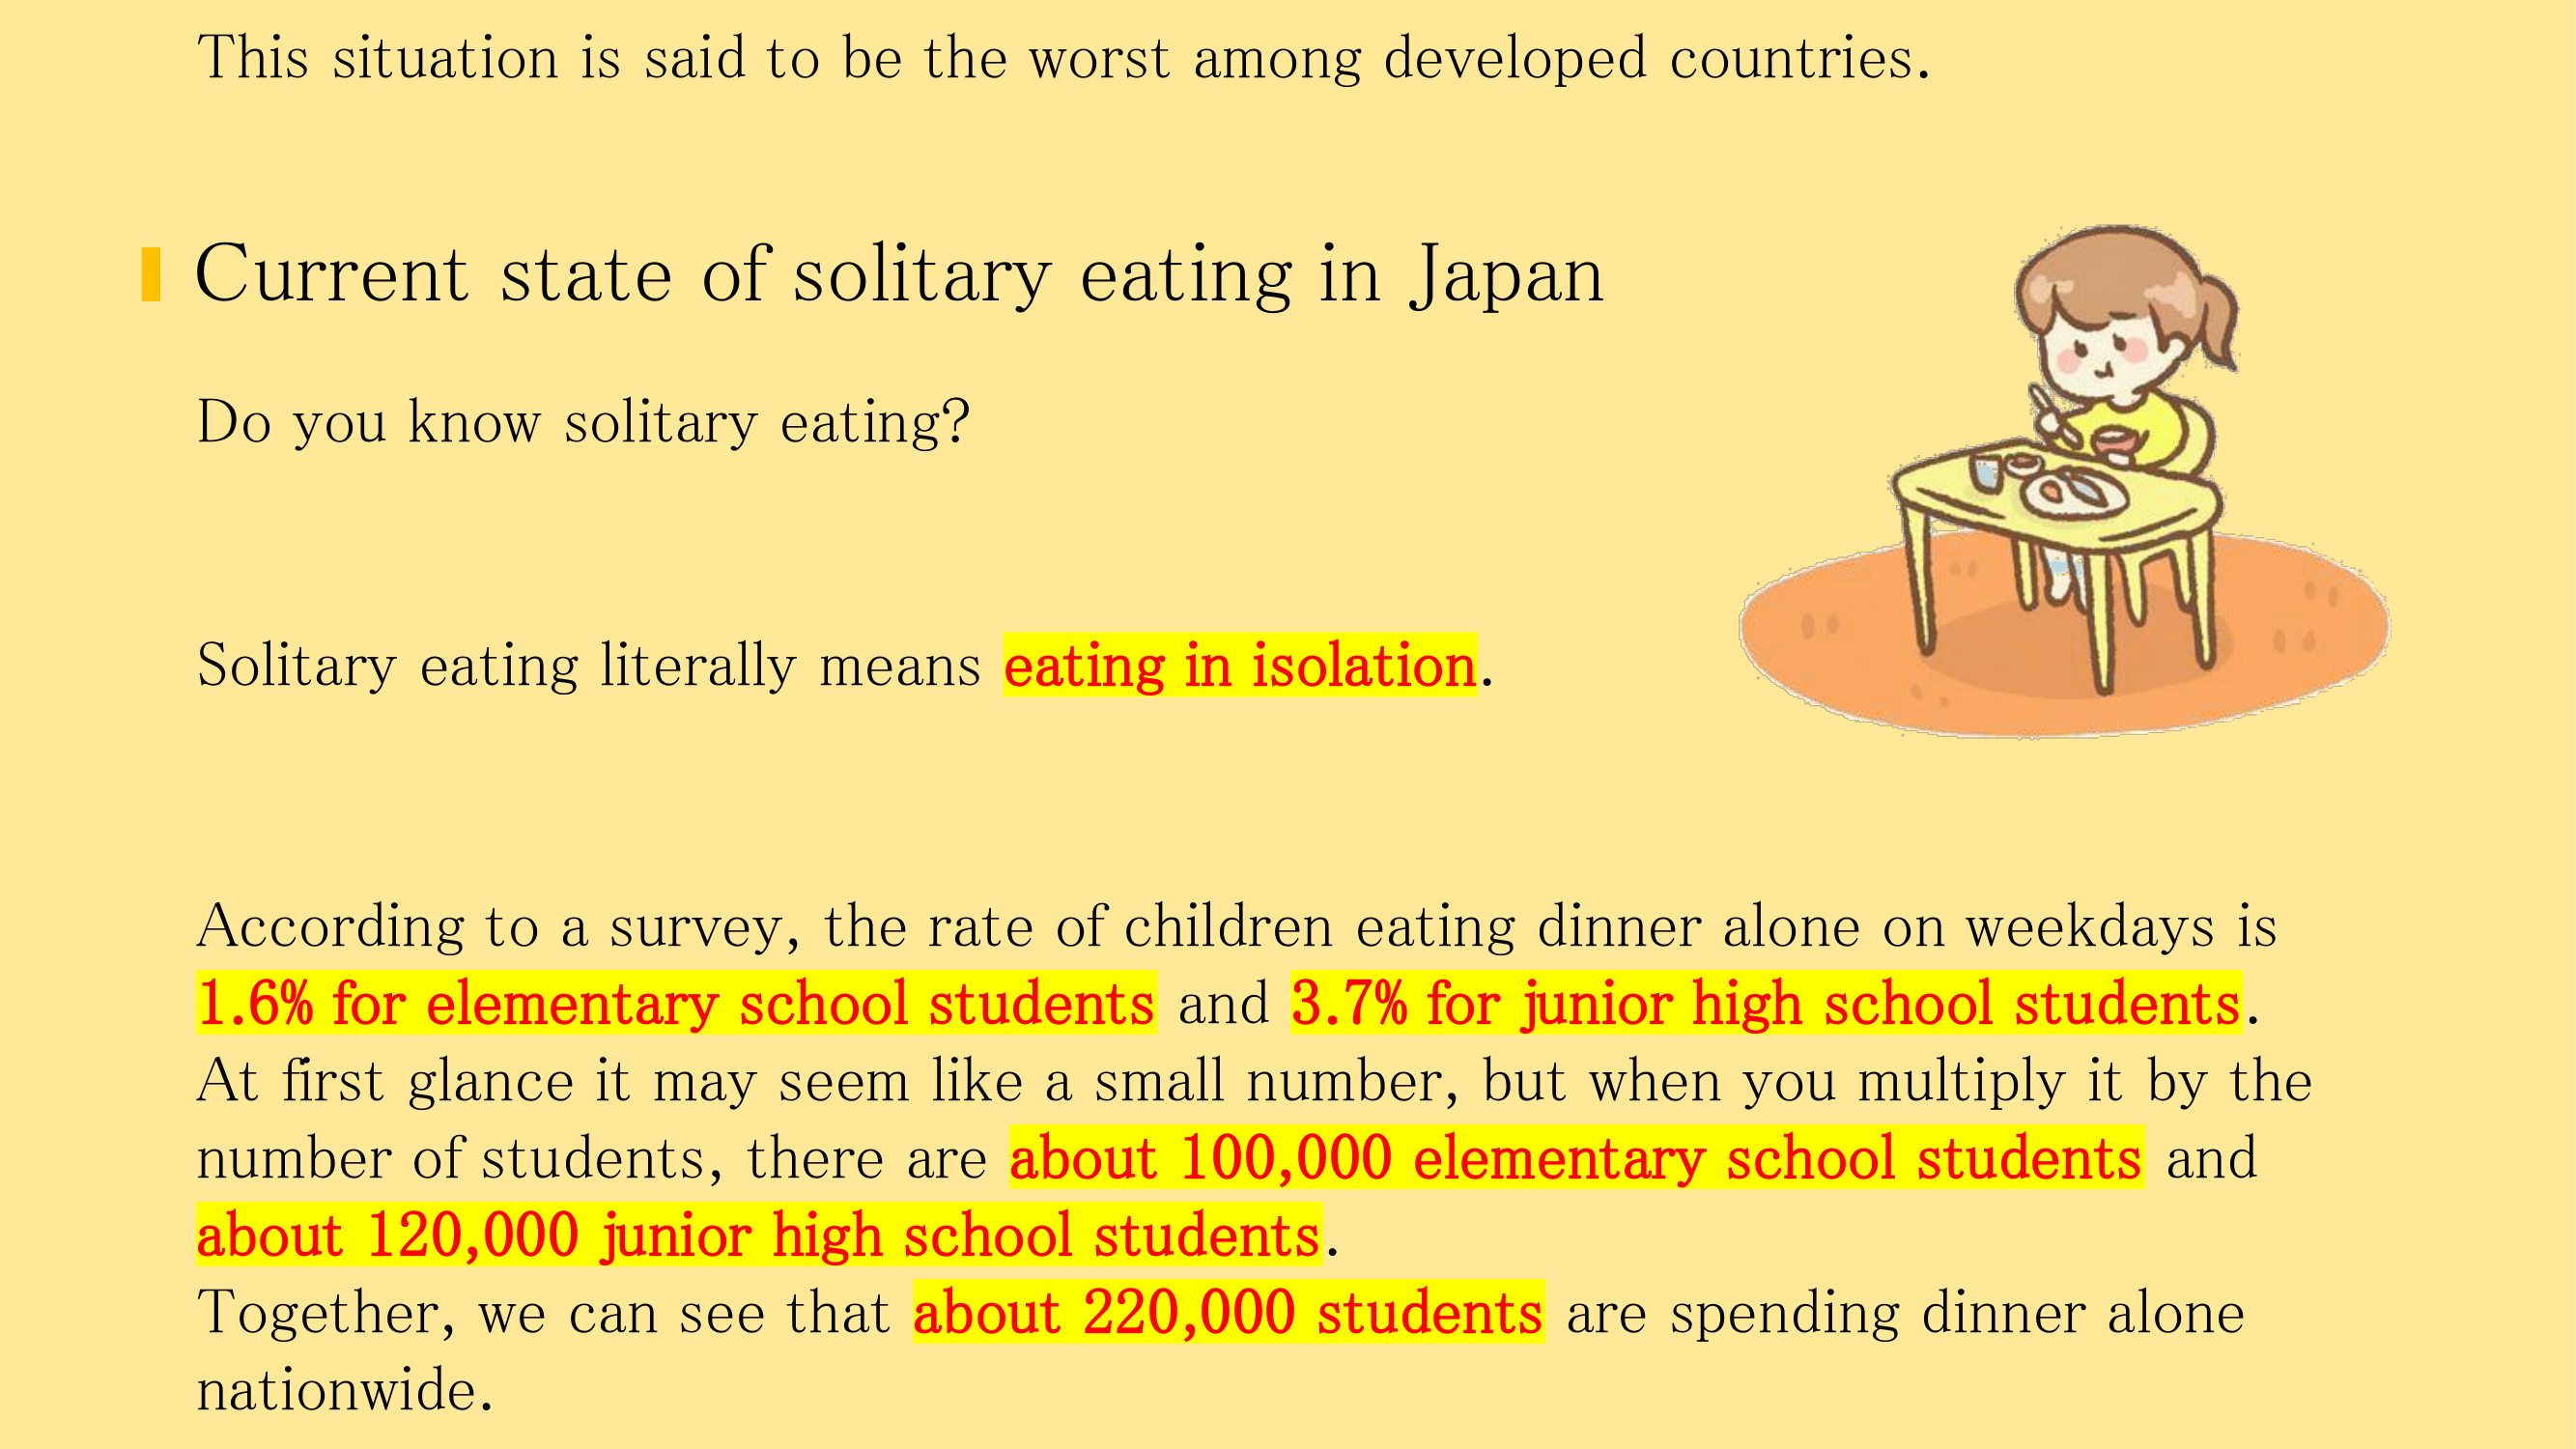 This situation is said to be the worst among developed countries.
Current state of solitary eating in Japan
Do you know solitary eating?
Solitary eating literally means eating in isolation.
According to a survey, the rate of children eating dinner alone on weekdays is
1.6% for elementary school students and 3.7% for junior high school students.
At first glance it may seem like a small number, but when you multiply it by the
number of students, there are about 100,000 elementary school students and
about 120,000 junior high school students.
Together, we can see that about 220,000 students are spending dinner alone
nationwide.